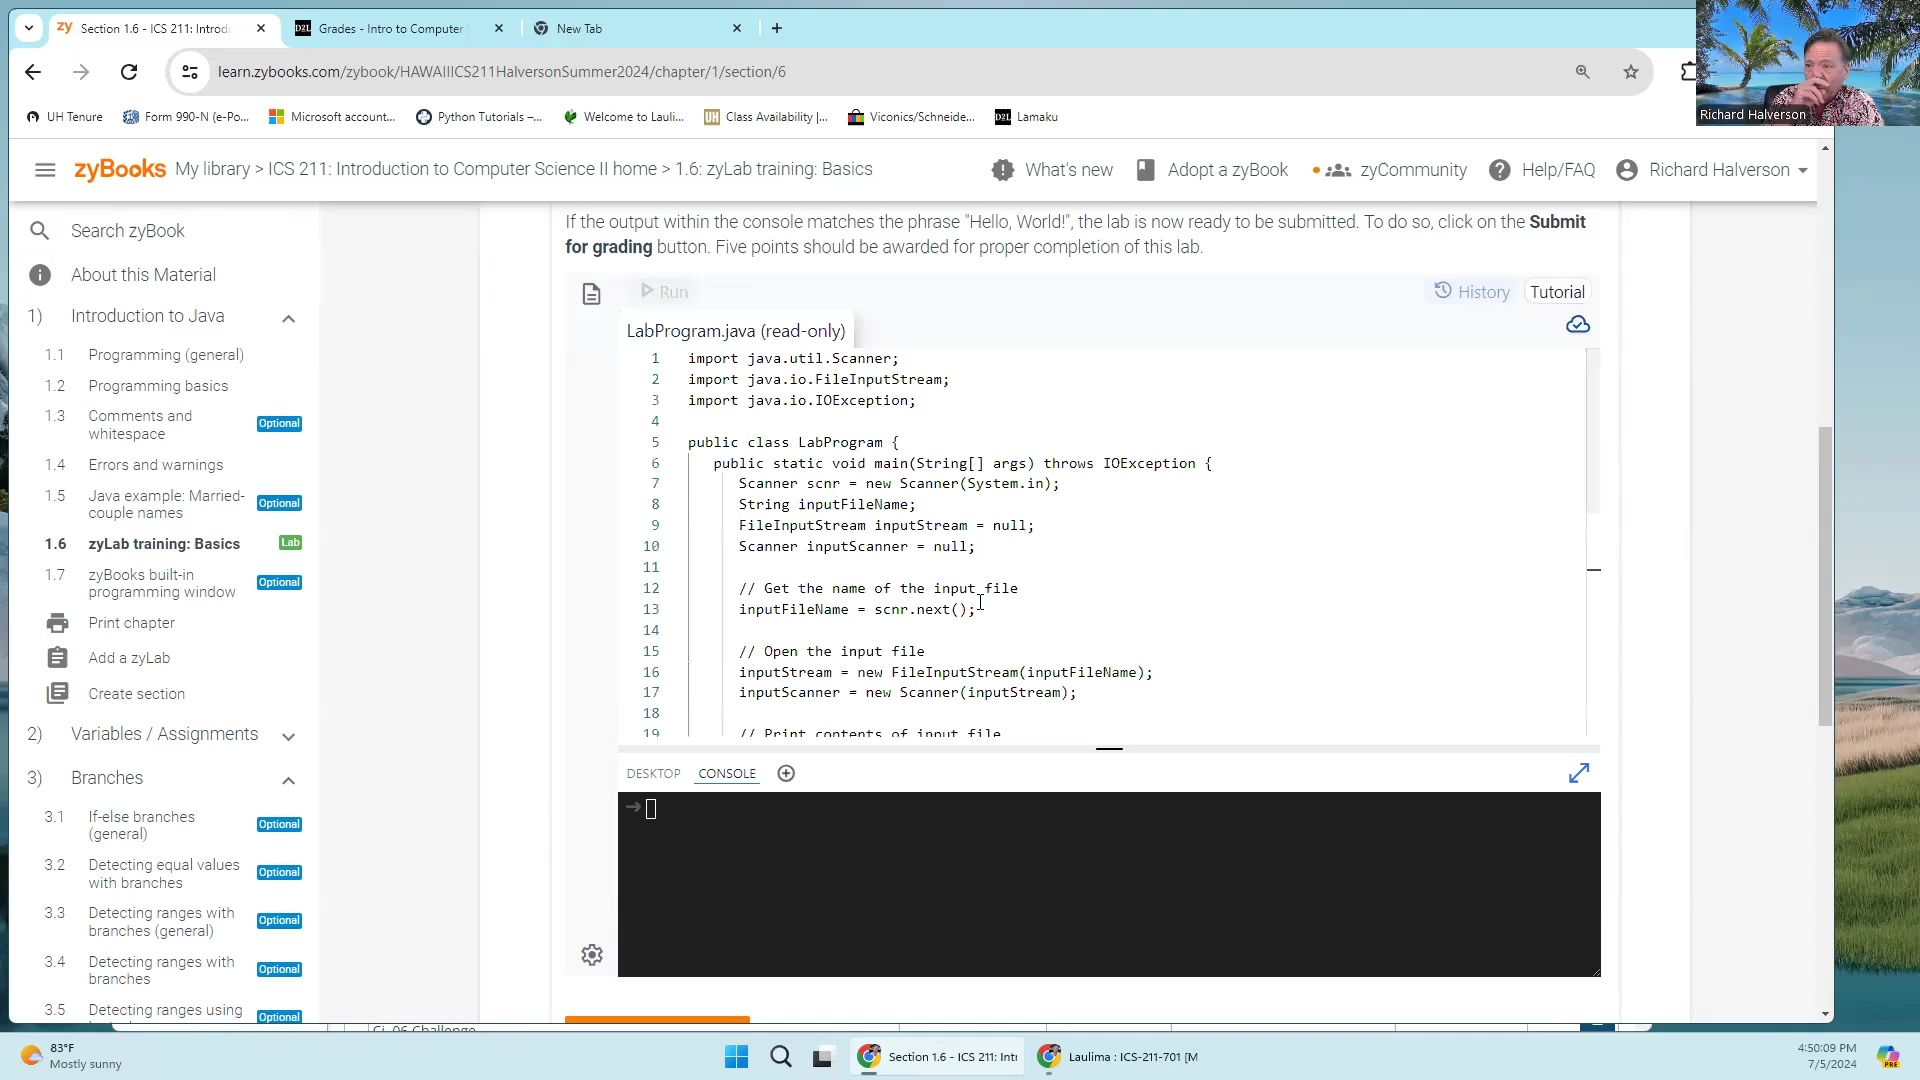 zy Section 1.6 - ICS 211: Introd
D2L Grades - Intro to Computer
New Tab
learn.zybooks.com/zybook/HAWAIIICS211HalversonSummer2024/chapter/1/section/6
UH Tenure
Form 990-N (e-Po...
Microsoft account...
Python Tutorials –...
Welcome to Lauli...
UH Class Availability |...
Viconics/Schneide...
D2L Lamaku
Richard Halverson
zyBooks My library > ICS 211: Introduction to Computer Science II home > 1.6: zyLab training: Basics
What's new
Adopt a zyBook
zyCommunity
Help/FAQ
Richard Halverson
Search zyBook
About this Material
1) Introduction to Java
1.1 Programming (general)
1.2 Programming basics
1.3 Comments and
whitespace
Optional
1.4 Errors and warnings
1.5 Java example: Married-
couple names
Optional
1.6 zyLab training: Basics
Lab
1.7 zyBooks built-in
programming window
Optional
Print chapter
Add a zyLab
Create section
2) Variables / Assignments
3) Branches
3.1 If-else branches
(general)
Optional
3.2 Detecting equal values
with branches
Optional
3.3 Detecting ranges with
branches (general)
Optional
3.4 Detecting ranges with
branches
Optional
3.5 Detecting ranges using
Optional
If the output within the console matches the phrase "Hello, World!", the lab is now ready to be submitted. To do so, click on the Submit
for grading button. Five points should be awarded for proper completion of this lab.
Run
History
Tutorial
LabProgram.java (read-only)
1 import java.util.Scanner;
2 import java.io.FileInputStream;
3 import java.io.IOException;
4
5 public class LabProgram {
6 public static void main(String[] args) throws IOException {
7 Scanner scnr = new Scanner(System.in);
8 String inputFileName;
9 FileInputStream inputStream = null;
10 Scanner inputScanner = null;
11
12 // Get the name of the input file
13 inputFileName = scnr.next();
14
15 // Open the input file
16 inputStream = new FileInputStream(inputFileName);
17 inputScanner = new Scanner(inputStream);
18
19 // Print contents of input file
DESKTOP
CONSOLE
Ci 06 Challenge
83°F
Mostly sunny
Section 1.6 - ICS 211: Intr
Laulima : ICS-211-701 [M
4:50:09 PM
7/5/2024
PRE